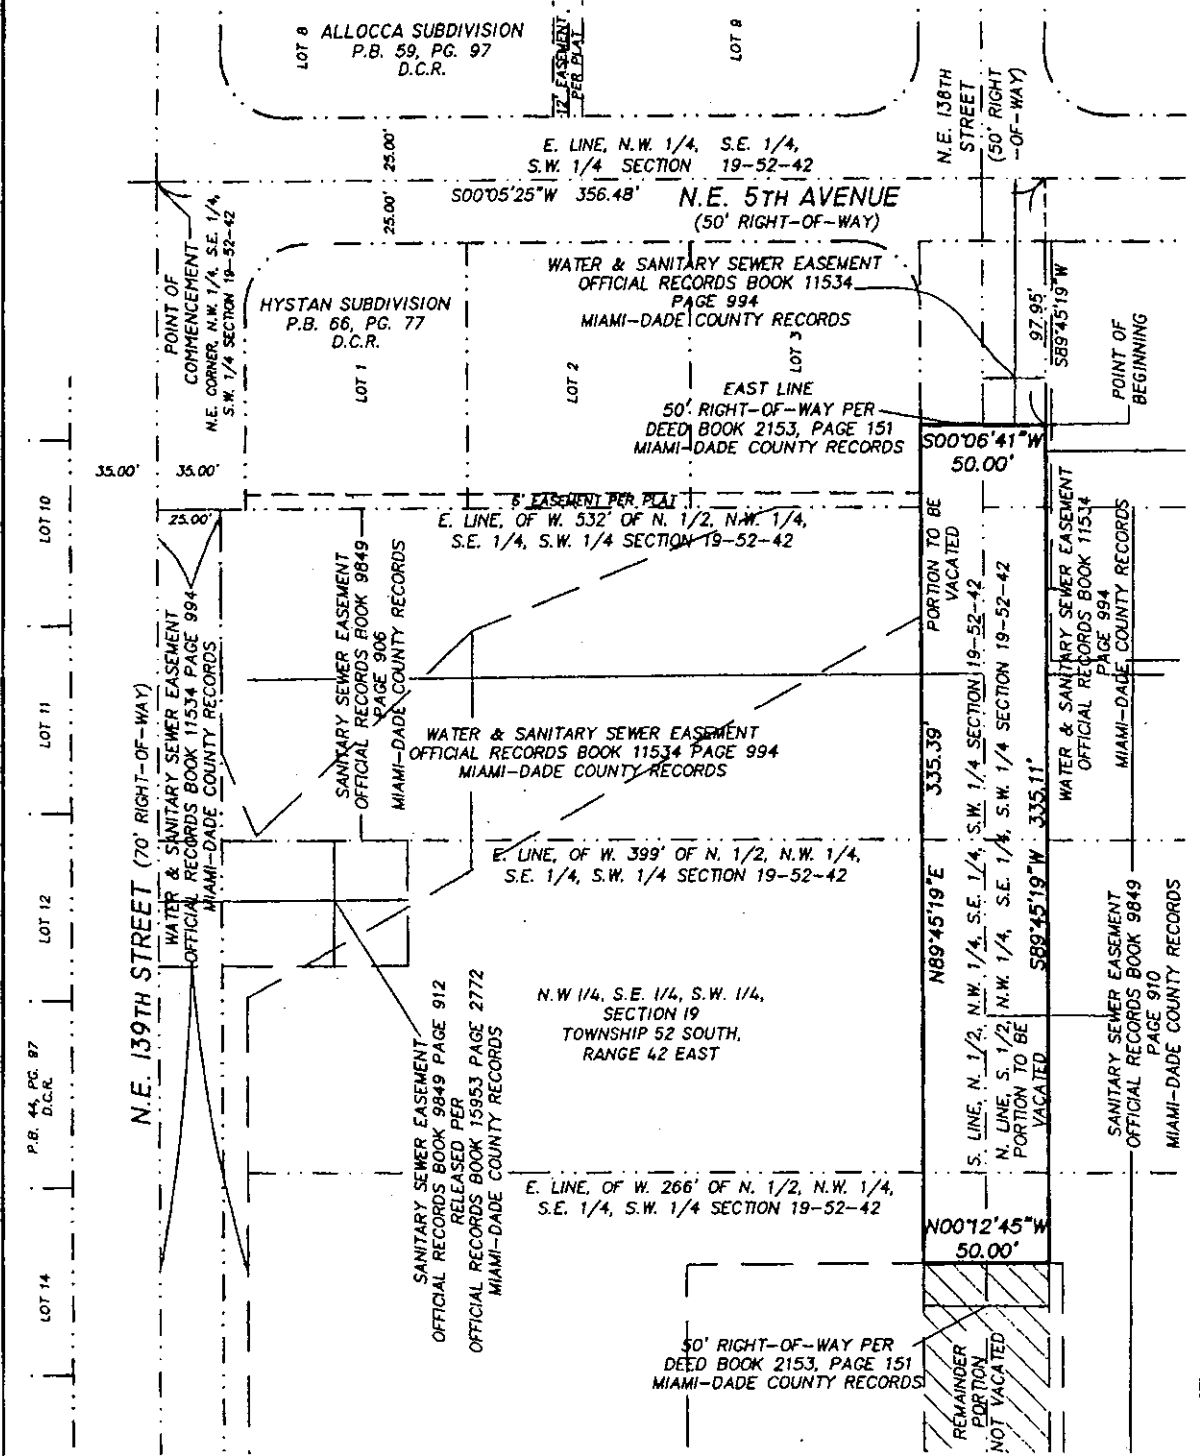 LOT 8
ALLOCCA SUBDIVISION
P.B. 59, PG. 97
D.C.R.
12' EASEMENT
PER PLAT
LOT 9
N.E. 138TH
STREET
(50' RIGHT
-OF-WAY)
25.00'
E. LINE, N.W. 1/4, S.E. 1/4,
S.W. 1/4 SECTION 19-52-42
25.00'
S00°05'25"W 356.48'
N.E. 5TH AVENUE
(50' RIGHT-OF-WAY)
POINT OF
COMMENCEMENT
N.E. CORNER, N.W. 1/4, S.E. 1/4,
S.W. 1/4 SECTION 19-52-42
HYSTAN SUBDIVISION
P.B. 66, PG. 77
D.C.R.
LOT 1
LOT 2
LOT 3
WATER & SANITARY SEWER EASEMENT
OFFICIAL RECORDS BOOK 11534
PAGE 994
MIAMI-DADE COUNTY RECORDS
97.95'
S89°45'19"W
POINT OF
BEGINNING
EAST LINE
50' RIGHT-OF-WAY PER
DEED BOOK 2153, PAGE 151
MIAMI-DADE COUNTY RECORDS
S00°06'41"W
50.00'
35.00'
35.00'
25.00'
6' EASEMENT PER PLAT
E. LINE, OF W. 532' OF N. 1/2, N.W. 1/4,
S.E. 1/4, S.W. 1/4 SECTION 19-52-42
LOT 10
LOT 11
LOT 12
LOT 14
P.B. 44, PG. 97
D.C.R.
N.E. 139TH STREET (70' RIGHT-OF-WAY)
WATER & SANITARY SEWER EASEMENT
OFFICIAL RECORDS BOOK 11534 PAGE 994
MIAMI-DADE COUNTY RECORDS
SANITARY SEWER EASEMENT
OFFICIAL RECORDS BOOK 9849
PAGE 906
MIAMI-DADE COUNTY RECORDS
WATER & SANITARY SEWER EASEMENT
OFFICIAL RECORDS BOOK 11534 PAGE 994
MIAMI-DADE COUNTY RECORDS
PORTION TO BE
VACATED
335.39'
N89°45'19"E
S. LINE, N. 1/2, N.W. 1/4, S.E. 1/4, S.W. 1/4 SECTION 19-52-42
N. LINE, S. 1/2, N.W. 1/4, S.E. 1/4, S.W. 1/4 SECTION 19-52-42
PORTION TO BE
VACATED
S89°45'19"W 335.11'
WATER & SANITARY SEWER EASEMENT
OFFICIAL RECORDS BOOK 11534
PAGE 994
MIAMI-DADE COUNTY RECORDS
E. LINE, OF W. 399' OF N. 1/2, N.W. 1/4,
S.E. 1/4, S.W. 1/4 SECTION 19-52-42
SANITARY SEWER EASEMENT
OFFICIAL RECORDS BOOK 9849
PAGE 910
MIAMI-DADE COUNTY RECORDS
N.W 1/4, S.E. 1/4, S.W. 1/4,
SECTION 19
TOWNSHIP 52 SOUTH,
RANGE 42 EAST
SANITARY SEWER EASEMENT
OFFICIAL RECORDS BOOK 9849 PAGE 912
RELEASED PER
OFFICIAL RECORDS BOOK 15953 PAGE 2772
MIAMI-DADE COUNTY RECORDS
E. LINE, OF W. 266' OF N. 1/2, N.W. 1/4,
S.E. 1/4, S.W. 1/4 SECTION 19-52-42
N00°12'45"W
50.00'
50' RIGHT-OF-WAY PER
DEED BOOK 2153, PAGE 151
MIAMI-DADE COUNTY RECORDS
REMAINDER
PORTION
NOT VACATED